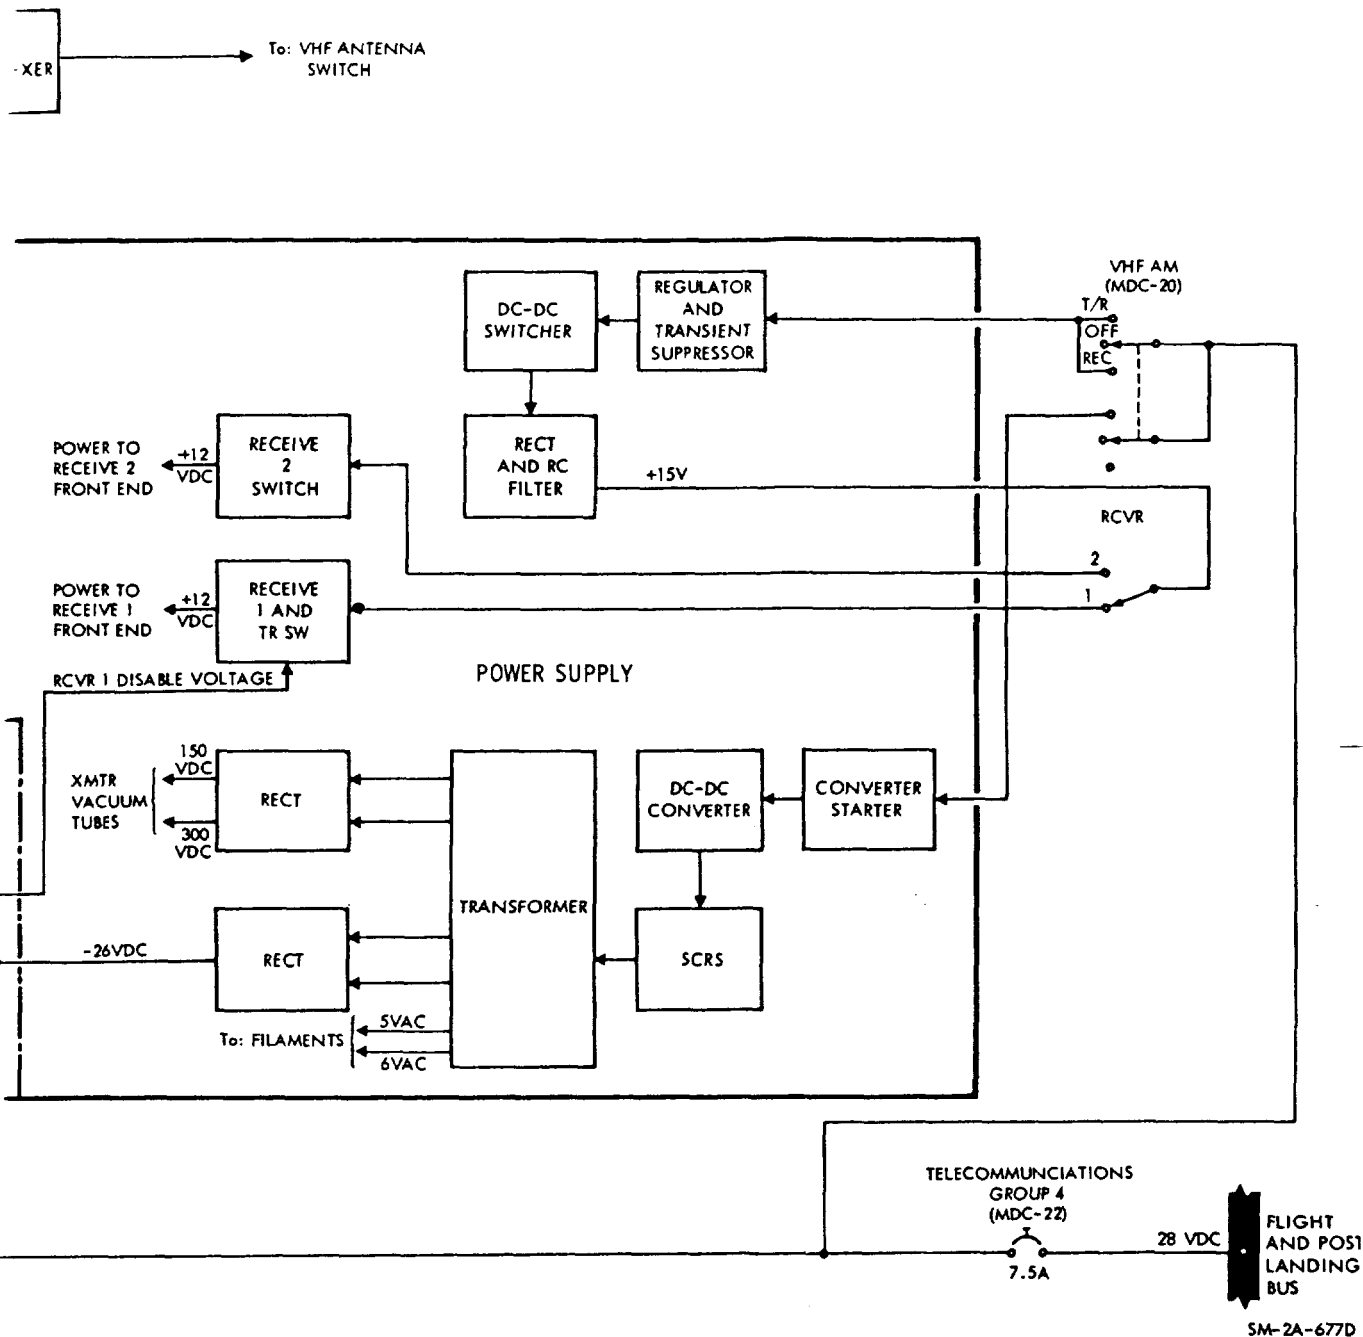 -XER
To: VHF ANTENNA
SWITCH
VHF AM
(MDC-20)
T/R
OFF
REC
DC-DC
SWITCHER
REGULATOR
AND
TRANSIENT
SUPPRESSOR
POWER TO
RECEIVE 2
FRONT END
+12
VDC
RECEIVE
2
SWITCH
RECT
AND RC
FILTER
+15V
RCVR
2
1
POWER TO
RECEIVE 1
FRONT END
+12
VDC
RECEIVE
1 AND
TR SW
RCVR 1 DISABLE VOLTAGE
POWER SUPPLY
XMTR
VACUUM
TUBES
150
VDC
300
VDC
RECT
TRANSFORMER
DC-DC
CONVERTER
CONVERTER
STARTER
-26VDC
RECT
SCRS
To: FILAMENTS
5VAC
6VAC
TELECOMMUNCIATIONS
GROUP 4
(MDC-22)
7.5A
28 VDC
FLIGHT
AND POST
LANDING
BUS
SM-2A-677D